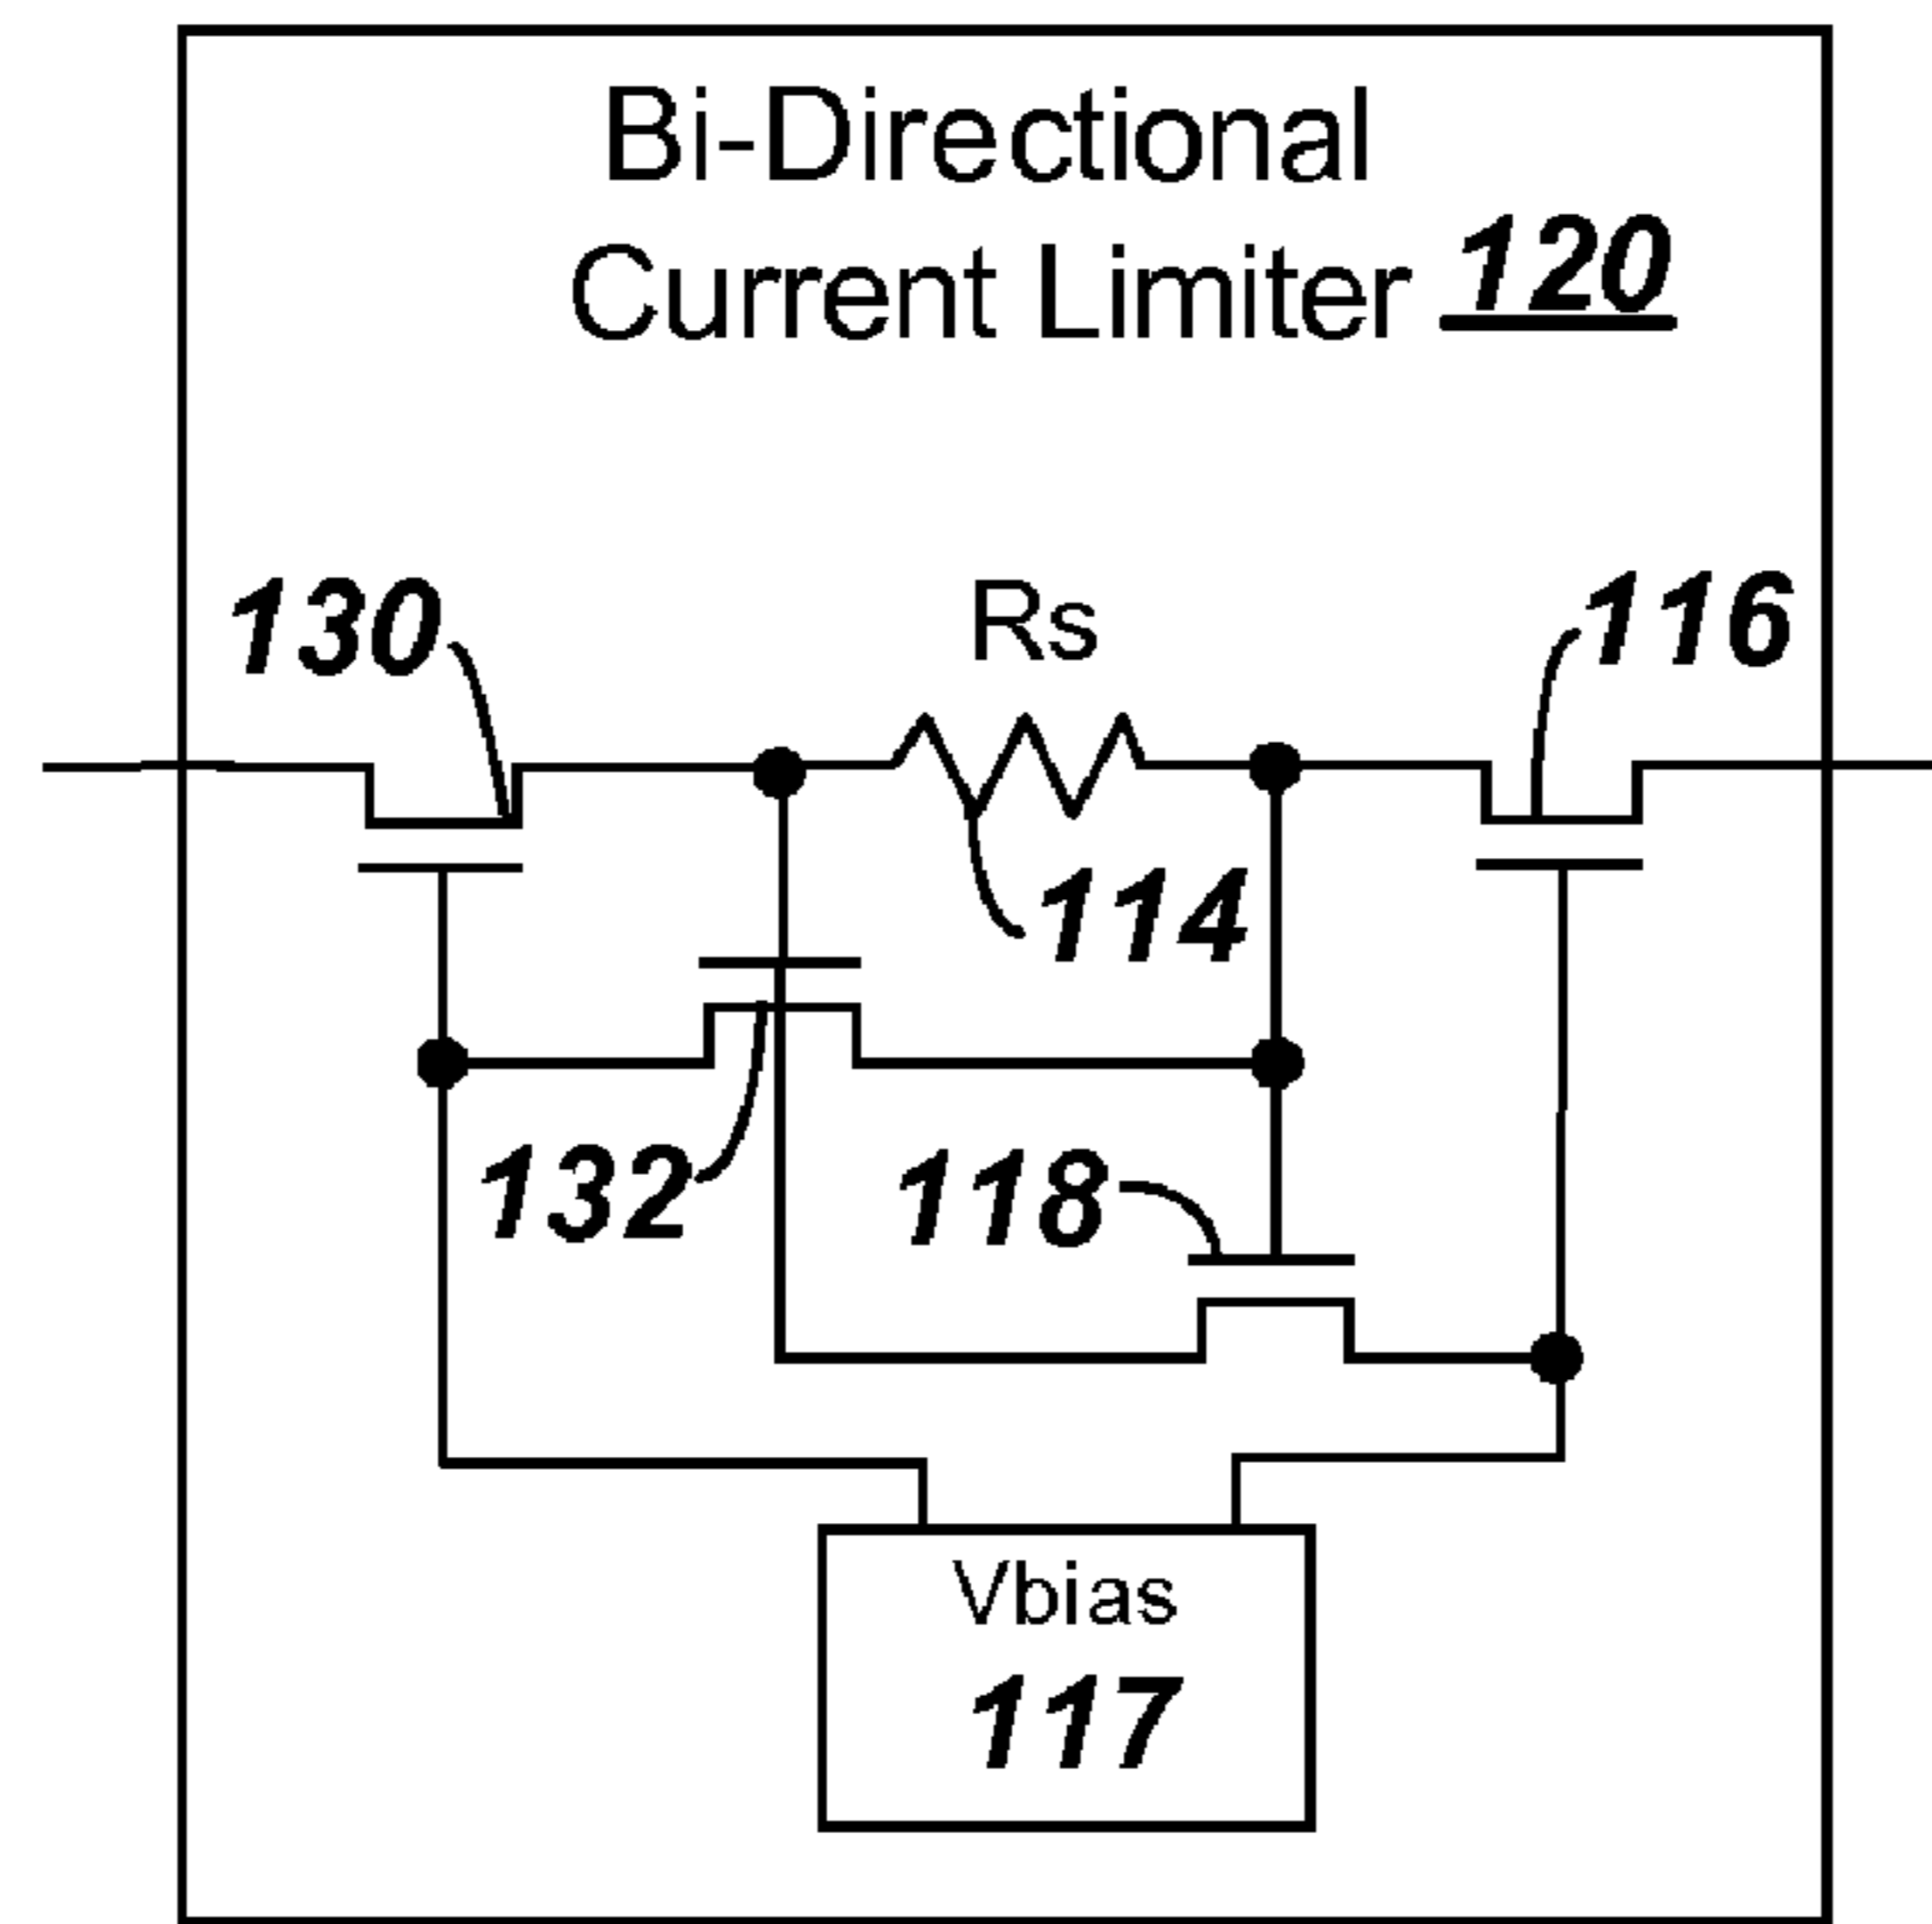 Bi-Directional
Current Limiter 120
130
Rs
116
114
132
118
Vbias
117